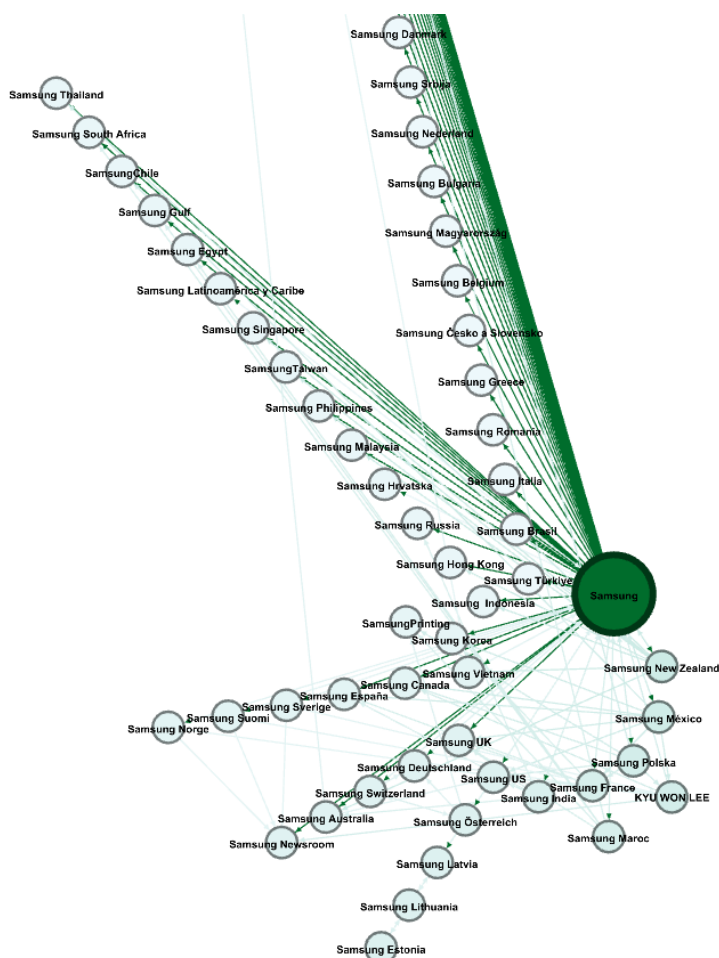 Samsung Danmark
Samsung Srbija
Samsung Thailand
Samsung South Africa
Samsung Nederland
SamsungChile
Samsung Bulgaria
Samsung Gulf
Samsung Magyarország
Samsung Egypt
Samsung Belgium
Samsung Latinoamérica y Caribe
Samsung Singapore
Samsung Česko a Slovensko
SamsungTaiwan
Samsung Greece
Samsung Philippines
Samsung Romania
Samsung Malaysia
Samsung Italia
Samsung Hrvatska
Samsung Russia
Samsung Brasil
Samsung Hong Kong
Samsung Türkiye
Samsung
Samsung Indonesia
SamsungPrinting
Samsung Korea
Samsung New Zealand
Samsung Vietnam
Samsung Canada
Samsung España
Samsung Sverige
Samsung Suomi
Samsung Norge
Samsung México
Samsung UK
Samsung Polska
Samsung Deutschland
Samsung US
Samsung France
Samsung Switzerland
Samsung India
KYU WON LEE
Samsung Australia
Samsung Österreich
Samsung Maroc
Samsung Newsroom
Samsung Latvia
Samsung Lithuania
Samsung Estonia